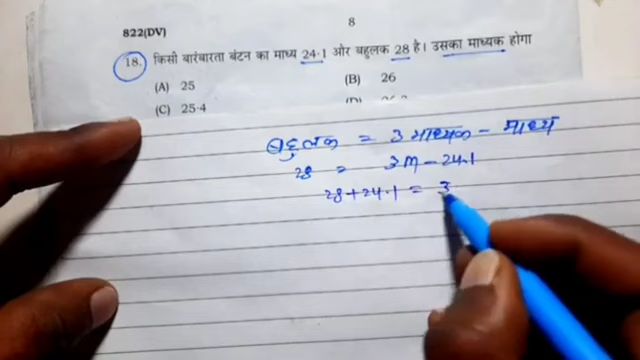 822(DV)
8
18. किसी बारंबारता बंटन का माध्य 24·1 और बहुलक 28 है। उसका माध्यक होगा
(A) 25
(B) 26
(C) 25·4
(D)
बहुलक = 3 माध्यक - माध्य
28 = 3M - 24.1
28+24.1 = 3